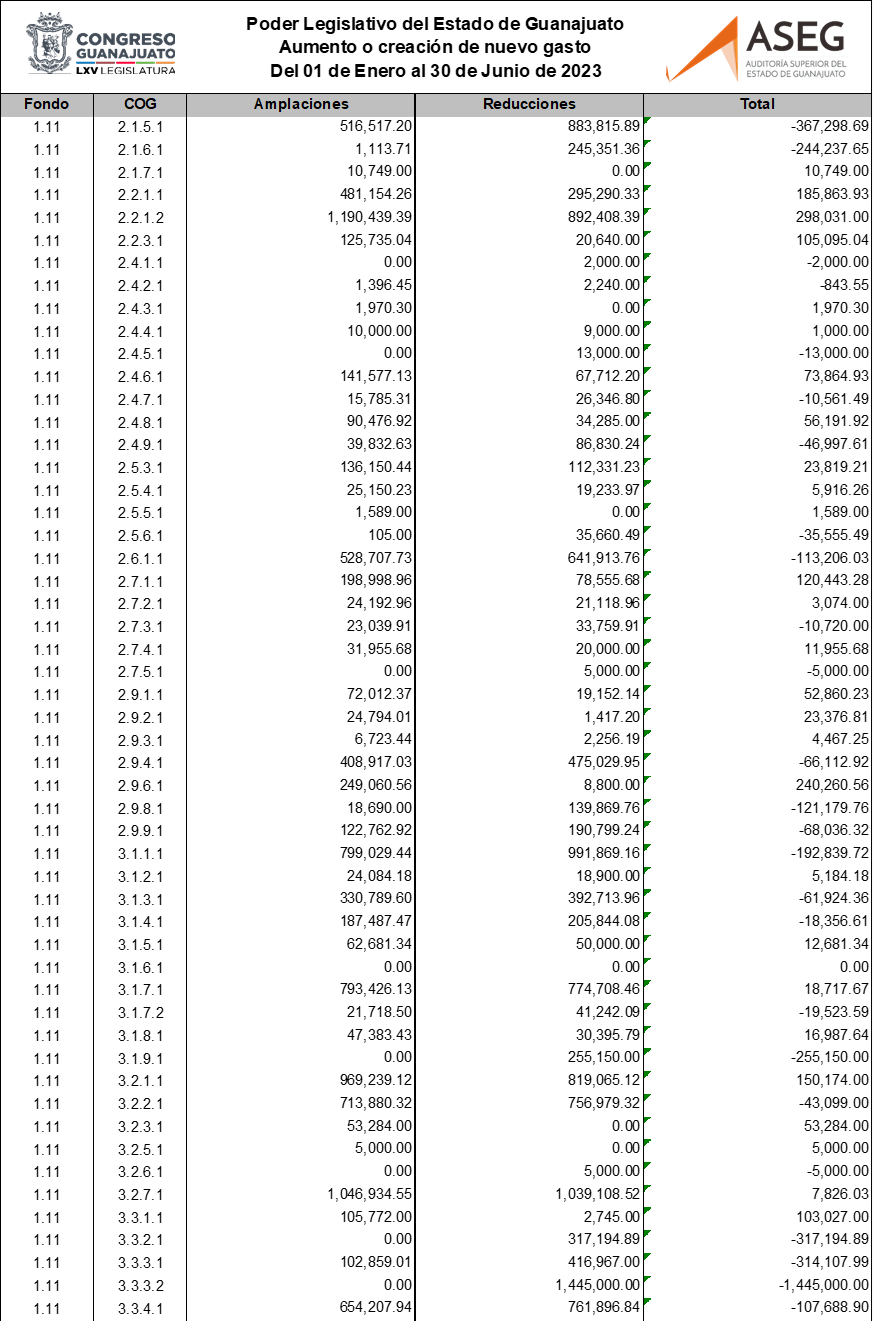 CONGRESO
GUANAJUATO
LXV LEGISLATURA
Poder Legislativo del Estado de Guanajuato
Aumento o creación de nuevo gasto
Del 01 de Enero al 30 de Junio de 2023
ASEG
AUDITORÍA SUPERIOR DEL
ESTADO DE GUANAJUATO
Fondo COG Amplaciones Reducciones Total
1.11 2.1.5.1 516,517.20 883,815.89 -367,298.69
1.11 2.1.6.1 1,113.71 245,351.36 -244,237.65
1.11 2.1.7.1 10,749.00 0.00 10,749.00
1.11 2.2.1.1 481,154.26 295,290.33 185,863.93
1.11 2.2.1.2 1,190,439.39 892,408.39 298,031.00
1.11 2.2.3.1 125,735.04 20,640.00 105,095.04
1.11 2.4.1.1 0.00 2,000.00 -2,000.00
1.11 2.4.2.1 1,396.45 2,240.00 -843.55
1.11 2.4.3.1 1,970.30 0.00 1,970.30
1.11 2.4.4.1 10,000.00 9,000.00 1,000.00
1.11 2.4.5.1 0.00 13,000.00 -13,000.00
1.11 2.4.6.1 141,577.13 67,712.20 73,864.93
1.11 2.4.7.1 15,785.31 26,346.80 -10,561.49
1.11 2.4.8.1 90,476.92 34,285.00 56,191.92
1.11 2.4.9.1 39,832.63 86,830.24 -46,997.61
1.11 2.5.3.1 136,150.44 112,331.23 23,819.21
1.11 2.5.4.1 25,150.23 19,233.97 5,916.26
1.11 2.5.5.1 1,589.00 0.00 1,589.00
1.11 2.5.6.1 105.00 35,660.49 -35,555.49
1.11 2.6.1.1 528,707.73 641,913.76 -113,206.03
1.11 2.7.1.1 198,998.96 78,555.68 120,443.28
1.11 2.7.2.1 24,192.96 21,118.96 3,074.00
1.11 2.7.3.1 23,039.91 33,759.91 -10,720.00
1.11 2.7.4.1 31,955.68 20,000.00 11,955.68
1.11 2.7.5.1 0.00 5,000.00 -5,000.00
1.11 2.9.1.1 72,012.37 19,152.14 52,860.23
1.11 2.9.2.1 24,794.01 1,417.20 23,376.81
1.11 2.9.3.1 6,723.44 2,256.19 4,467.25
1.11 2.9.4.1 408,917.03 475,029.95 -66,112.92
1.11 2.9.6.1 249,060.56 8,800.00 240,260.56
1.11 2.9.8.1 18,690.00 139,869.76 -121,179.76
1.11 2.9.9.1 122,762.92 190,799.24 -68,036.32
1.11 3.1.1.1 799,029.44 991,869.16 -192,839.72
1.11 3.1.2.1 24,084.18 18,900.00 5,184.18
1.11 3.1.3.1 330,789.60 392,713.96 -61,924.36
1.11 3.1.4.1 187,487.47 205,844.08 -18,356.61
1.11 3.1.5.1 62,681.34 50,000.00 12,681.34
1.11 3.1.6.1 0.00 0.00 0.00
1.11 3.1.7.1 793,426.13 774,708.46 18,717.67
1.11 3.1.7.2 21,718.50 41,242.09 -19,523.59
1.11 3.1.8.1 47,383.43 30,395.79 16,987.64
1.11 3.1.9.1 0.00 255,150.00 -255,150.00
1.11 3.2.1.1 969,239.12 819,065.12 150,174.00
1.11 3.2.2.1 713,880.32 756,979.32 -43,099.00
1.11 3.2.3.1 53,284.00 0.00 53,284.00
1.11 3.2.5.1 5,000.00 0.00 5,000.00
1.11 3.2.6.1 0.00 5,000.00 -5,000.00
1.11 3.2.7.1 1,046,934.55 1,039,108.52 7,826.03
1.11 3.3.1.1 105,772.00 2,745.00 103,027.00
1.11 3.3.2.1 0.00 317,194.89 -317,194.89
1.11 3.3.3.1 102,859.01 416,967.00 -314,107.99
1.11 3.3.3.2 0.00 1,445,000.00 -1,445,000.00
1.11 3.3.4.1 654,207.94 761,896.84 -107,688.90